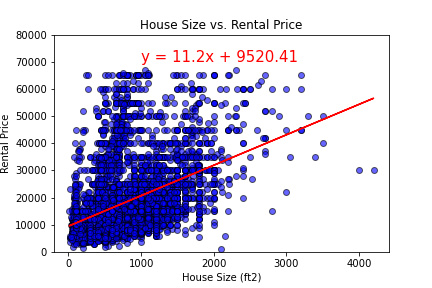 House Size vs. Rental Price
80000
70000
60000
50000
40000
30000
20000
10000
0
Rental Price
y = 11.2x + 9520.41
0 1000 2000 3000 4000
House Size (ft2)